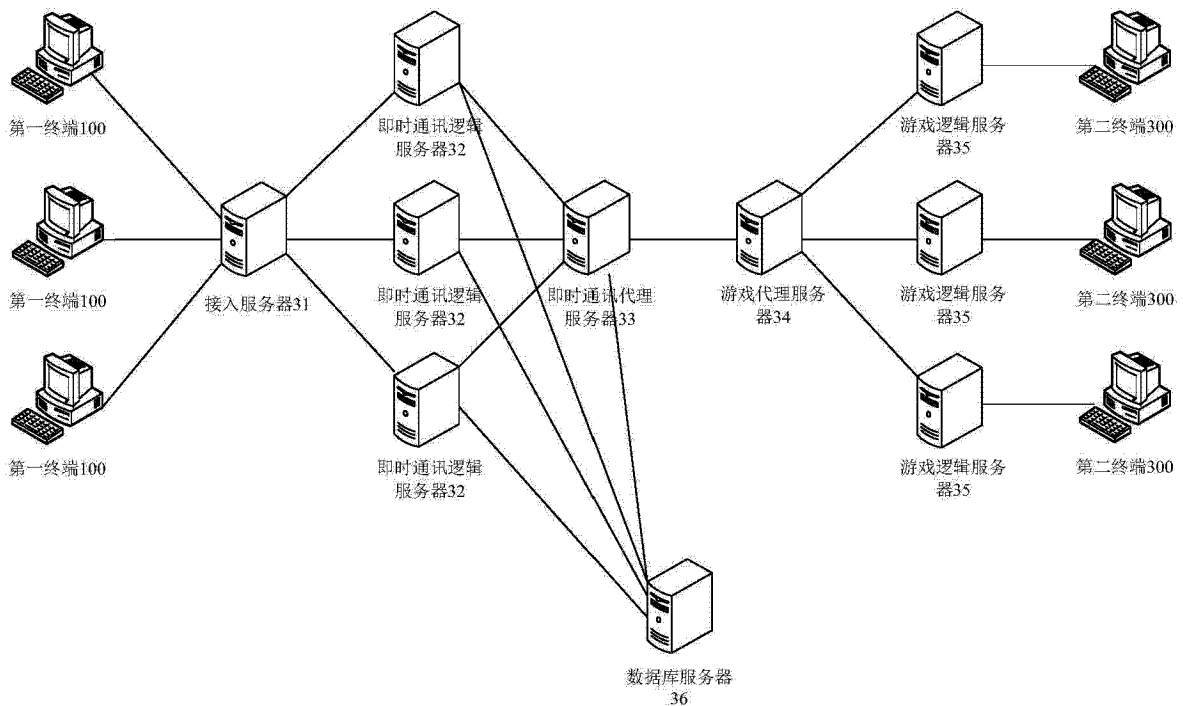 第一终端100
即时通讯逻辑
服务器32
游戏逻辑服务
器35
第二终端300
第一终端100
接入服务器31
即时通讯逻辑
服务器32
即时通讯代理
服务器33
游戏代理服务
器34
游戏逻辑服务
器35
第二终端300
第一终端100
即时通讯逻辑
服务器32
游戏逻辑服务
器35
第二终端300
数据库服务器
36